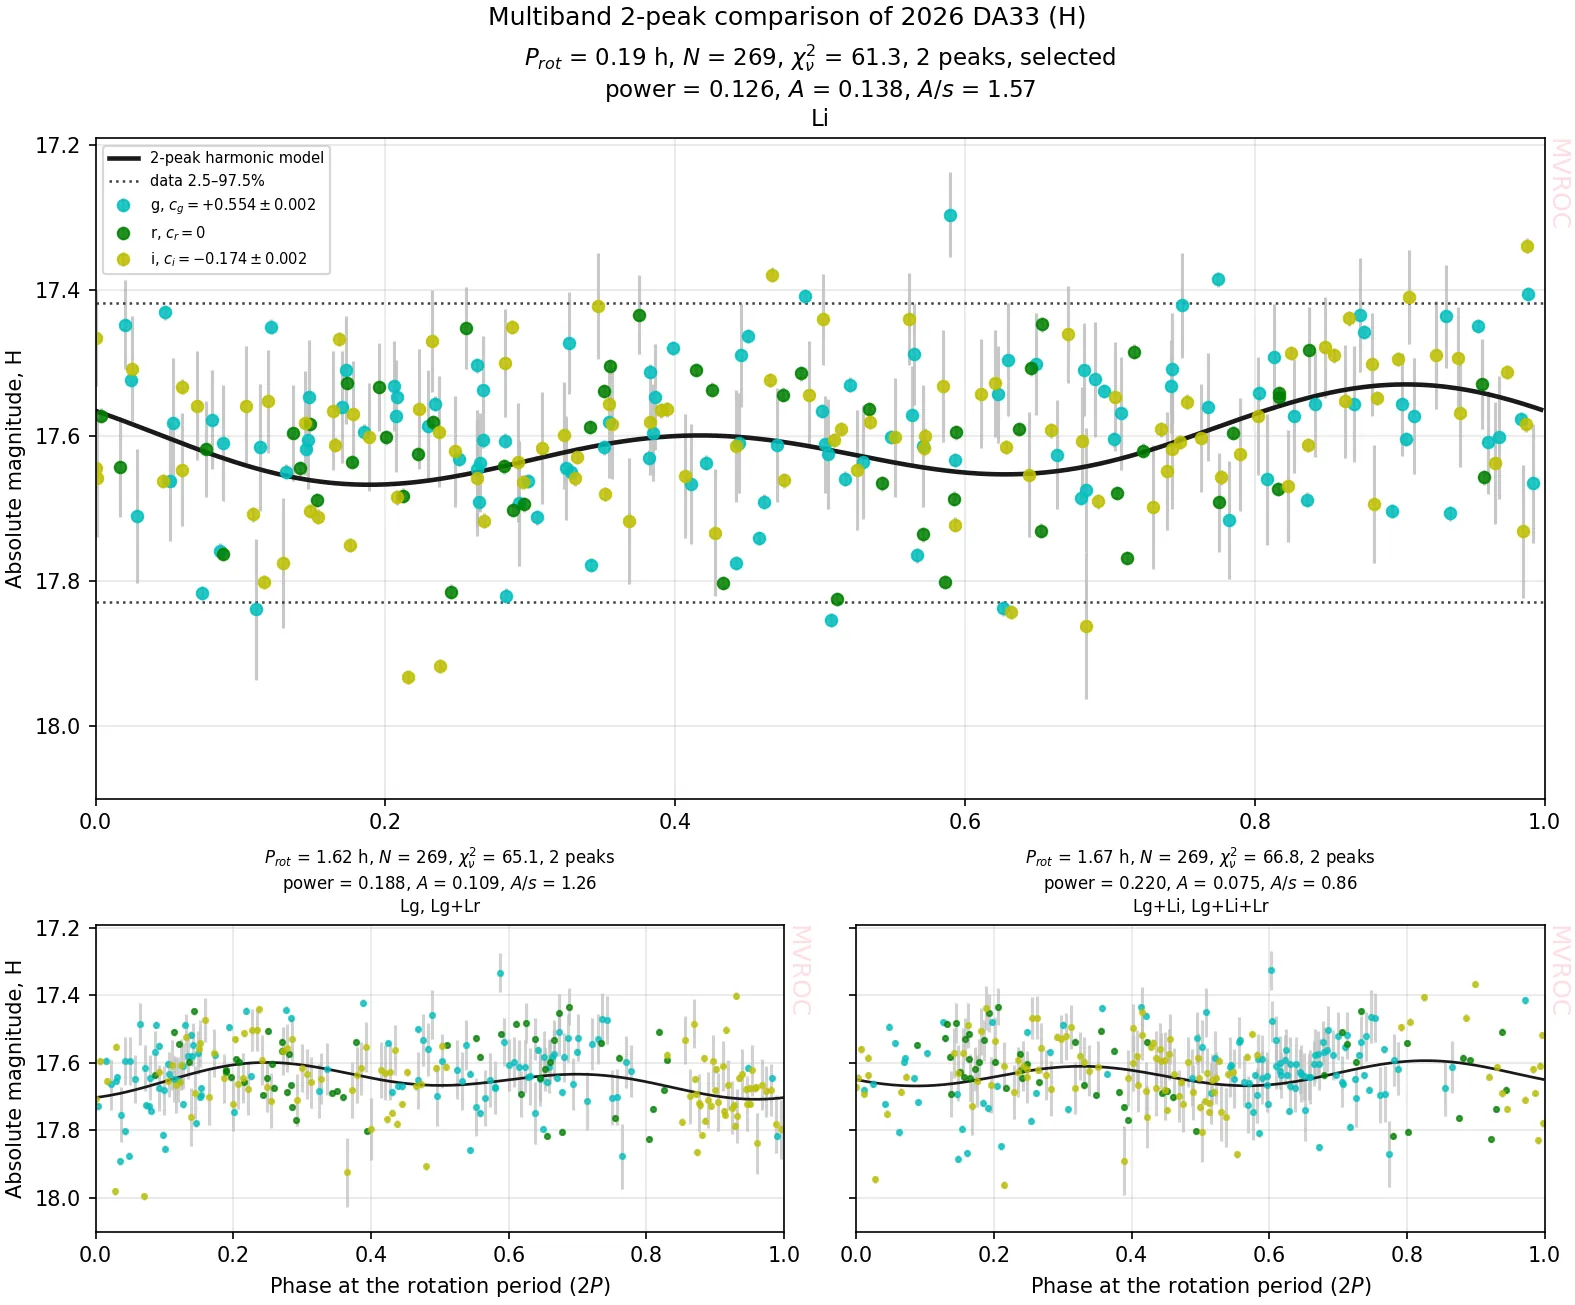 Multiband 2-peak comparison of 2026 DA33 (H)
P_rot = 0.19 h, N = 269, χ²_ν = 61.3, 2 peaks, selected
power = 0.126, A = 0.138, A/s = 1.57
Li
2-peak harmonic model
data 2.5–97.5%
g, c_g = +0.554 ± 0.002
r, c_r = 0
i, c_i = −0.174 ± 0.002
Absolute magnitude, H
17.2
17.4
17.6
17.8
18.0
0.0 0.2 0.4 0.6 0.8 1.0
MVROC
P_rot = 1.62 h, N = 269, χ²_ν = 65.1, 2 peaks
power = 0.188, A = 0.109, A/s = 1.26
Lg, Lg+Lr
Absolute magnitude, H
17.2
17.4
17.6
17.8
18.0
0.0 0.2 0.4 0.6 0.8 1.0
Phase at the rotation period (2P)
MVROC
P_rot = 1.67 h, N = 269, χ²_ν = 66.8, 2 peaks
power = 0.220, A = 0.075, A/s = 0.86
Lg+Li, Lg+Li+Lr
0.0 0.2 0.4 0.6 0.8 1.0
Phase at the rotation period (2P)
MVROC